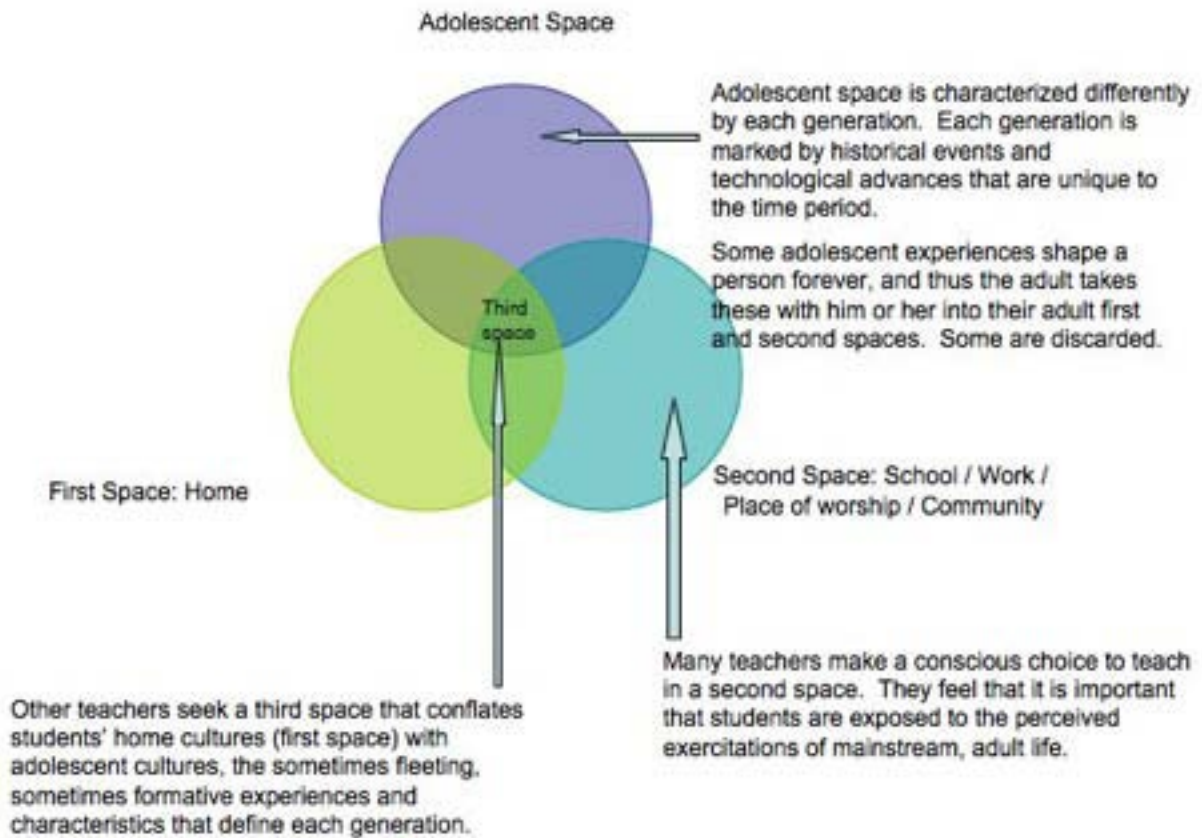 Adolescent Space
Adolescent space is characterized differently
by each generation. Each generation is
marked by historical events and
technological advances that are unique to
the time period.
Some adolescent experiences shape a
person forever, and thus the adult takes
these with him or her into their adult first
and second spaces. Some are discarded.
Third
space
First Space: Home
Second Space: School / Work /
Place of worship / Community
Many teachers make a conscious choice to teach
in a second space. They feel that it is important
that students are exposed to the perceived
exercitations of mainstream, adult life.
Other teachers seek a third space that conflates
students' home cultures (first space) with
adolescent cultures, the sometimes fleeting,
sometimes formative experiences and
characteristics that define each generation.